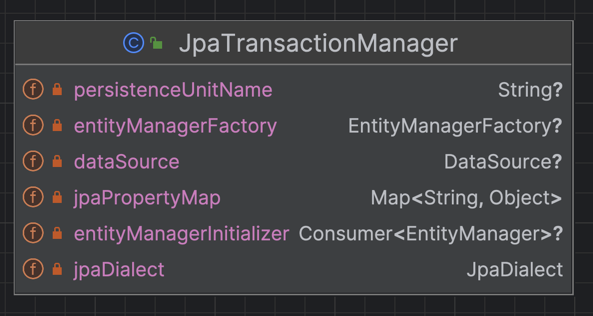 JpaTransactionManager
persistenceUnitName String?
entityManagerFactory EntityManagerFactory?
dataSource DataSource?
jpaPropertyMap Map<String, Object>
entityManagerInitializer Consumer<EntityManager>?
jpaDialect JpaDialect